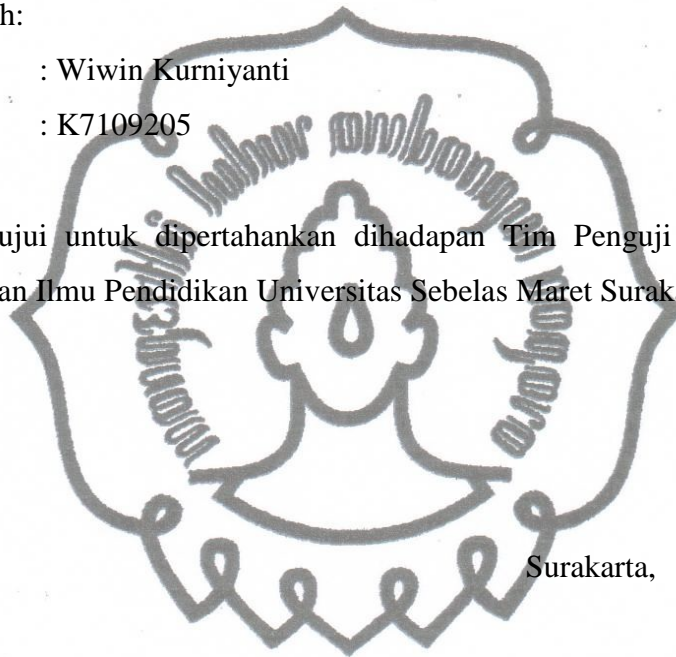 h:
: Wiwin Kurniyanti
: K7109205
ujui untuk dipertahankan dihadapan Tim Penguji
an Ilmu Pendidikan Universitas Sebelas Maret Surak
Surakarta,